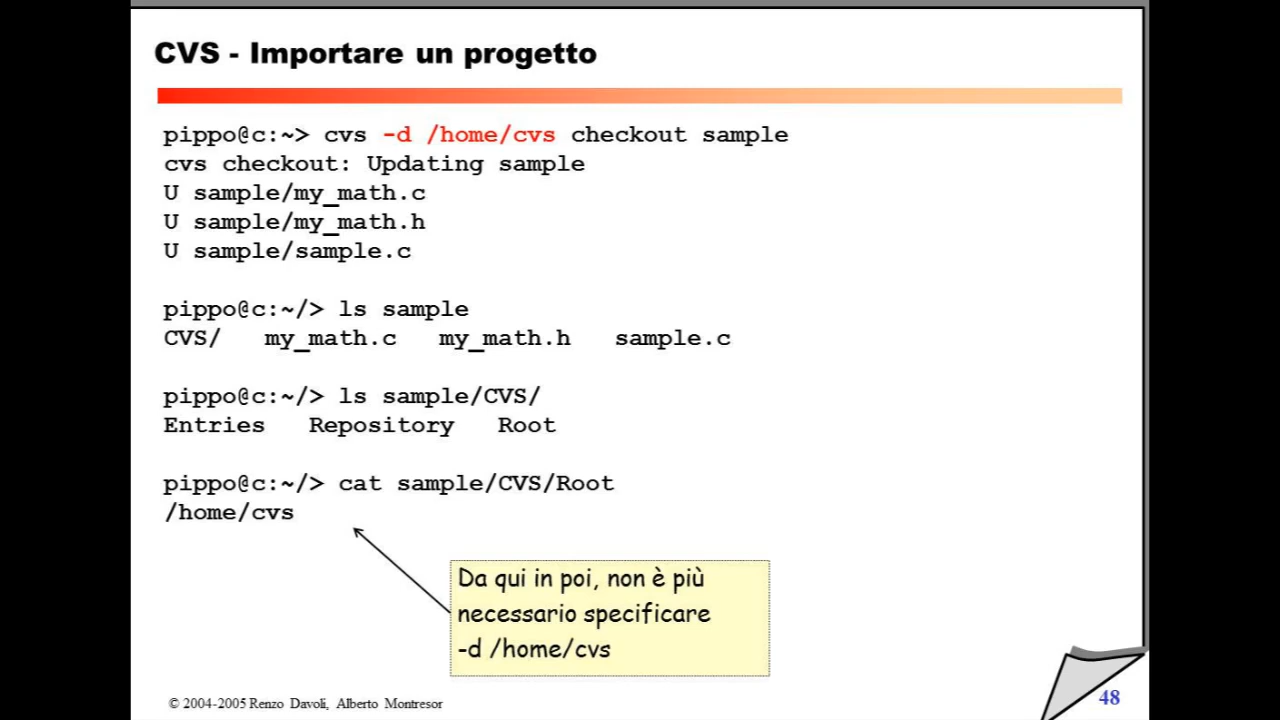 CVS - Importare un progetto
pippo@c:~> cvs -d /home/cvs checkout sample
cvs checkout: Updating sample
U sample/my_math.c
U sample/my_math.h
U sample/sample.c
pippo@c:~/> ls sample
CVS/   my_math.c   my_math.h   sample.c
pippo@c:~/> ls sample/CVS/
Entries   Repository   Root
pippo@c:~/> cat sample/CVS/Root
/home/cvs
Da qui in poi, non è più
necessario specificare
-d /home/cvs
© 2004-2005 Renzo Davoli, Alberto Montresor
48